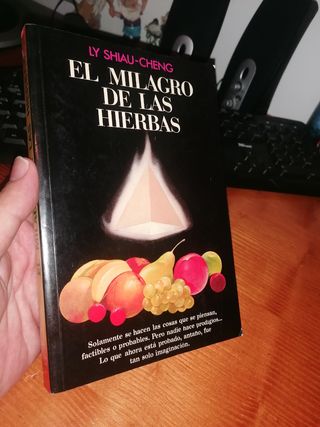 LY SHIAU-CHENG
EL MILAGRO
DE LAS
HIERBAS
Solamente se hacen las cosas que se piensan,
factibles o probables. Pero nadie hace prodigios...
Lo que ahora está probado, antaño, fue
tan solo imaginación.